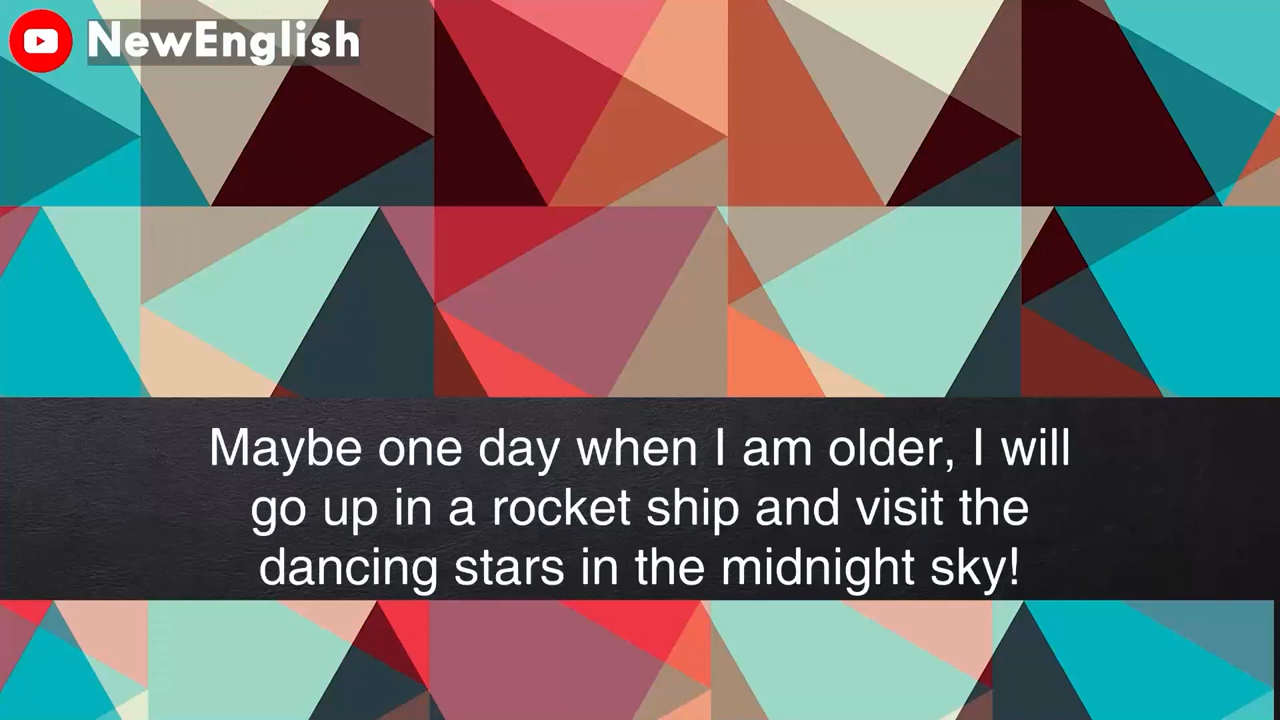 NewEnglish
Maybe one day when I am older, I will
go up in a rocket ship and visit the
dancing stars in the midnight sky!